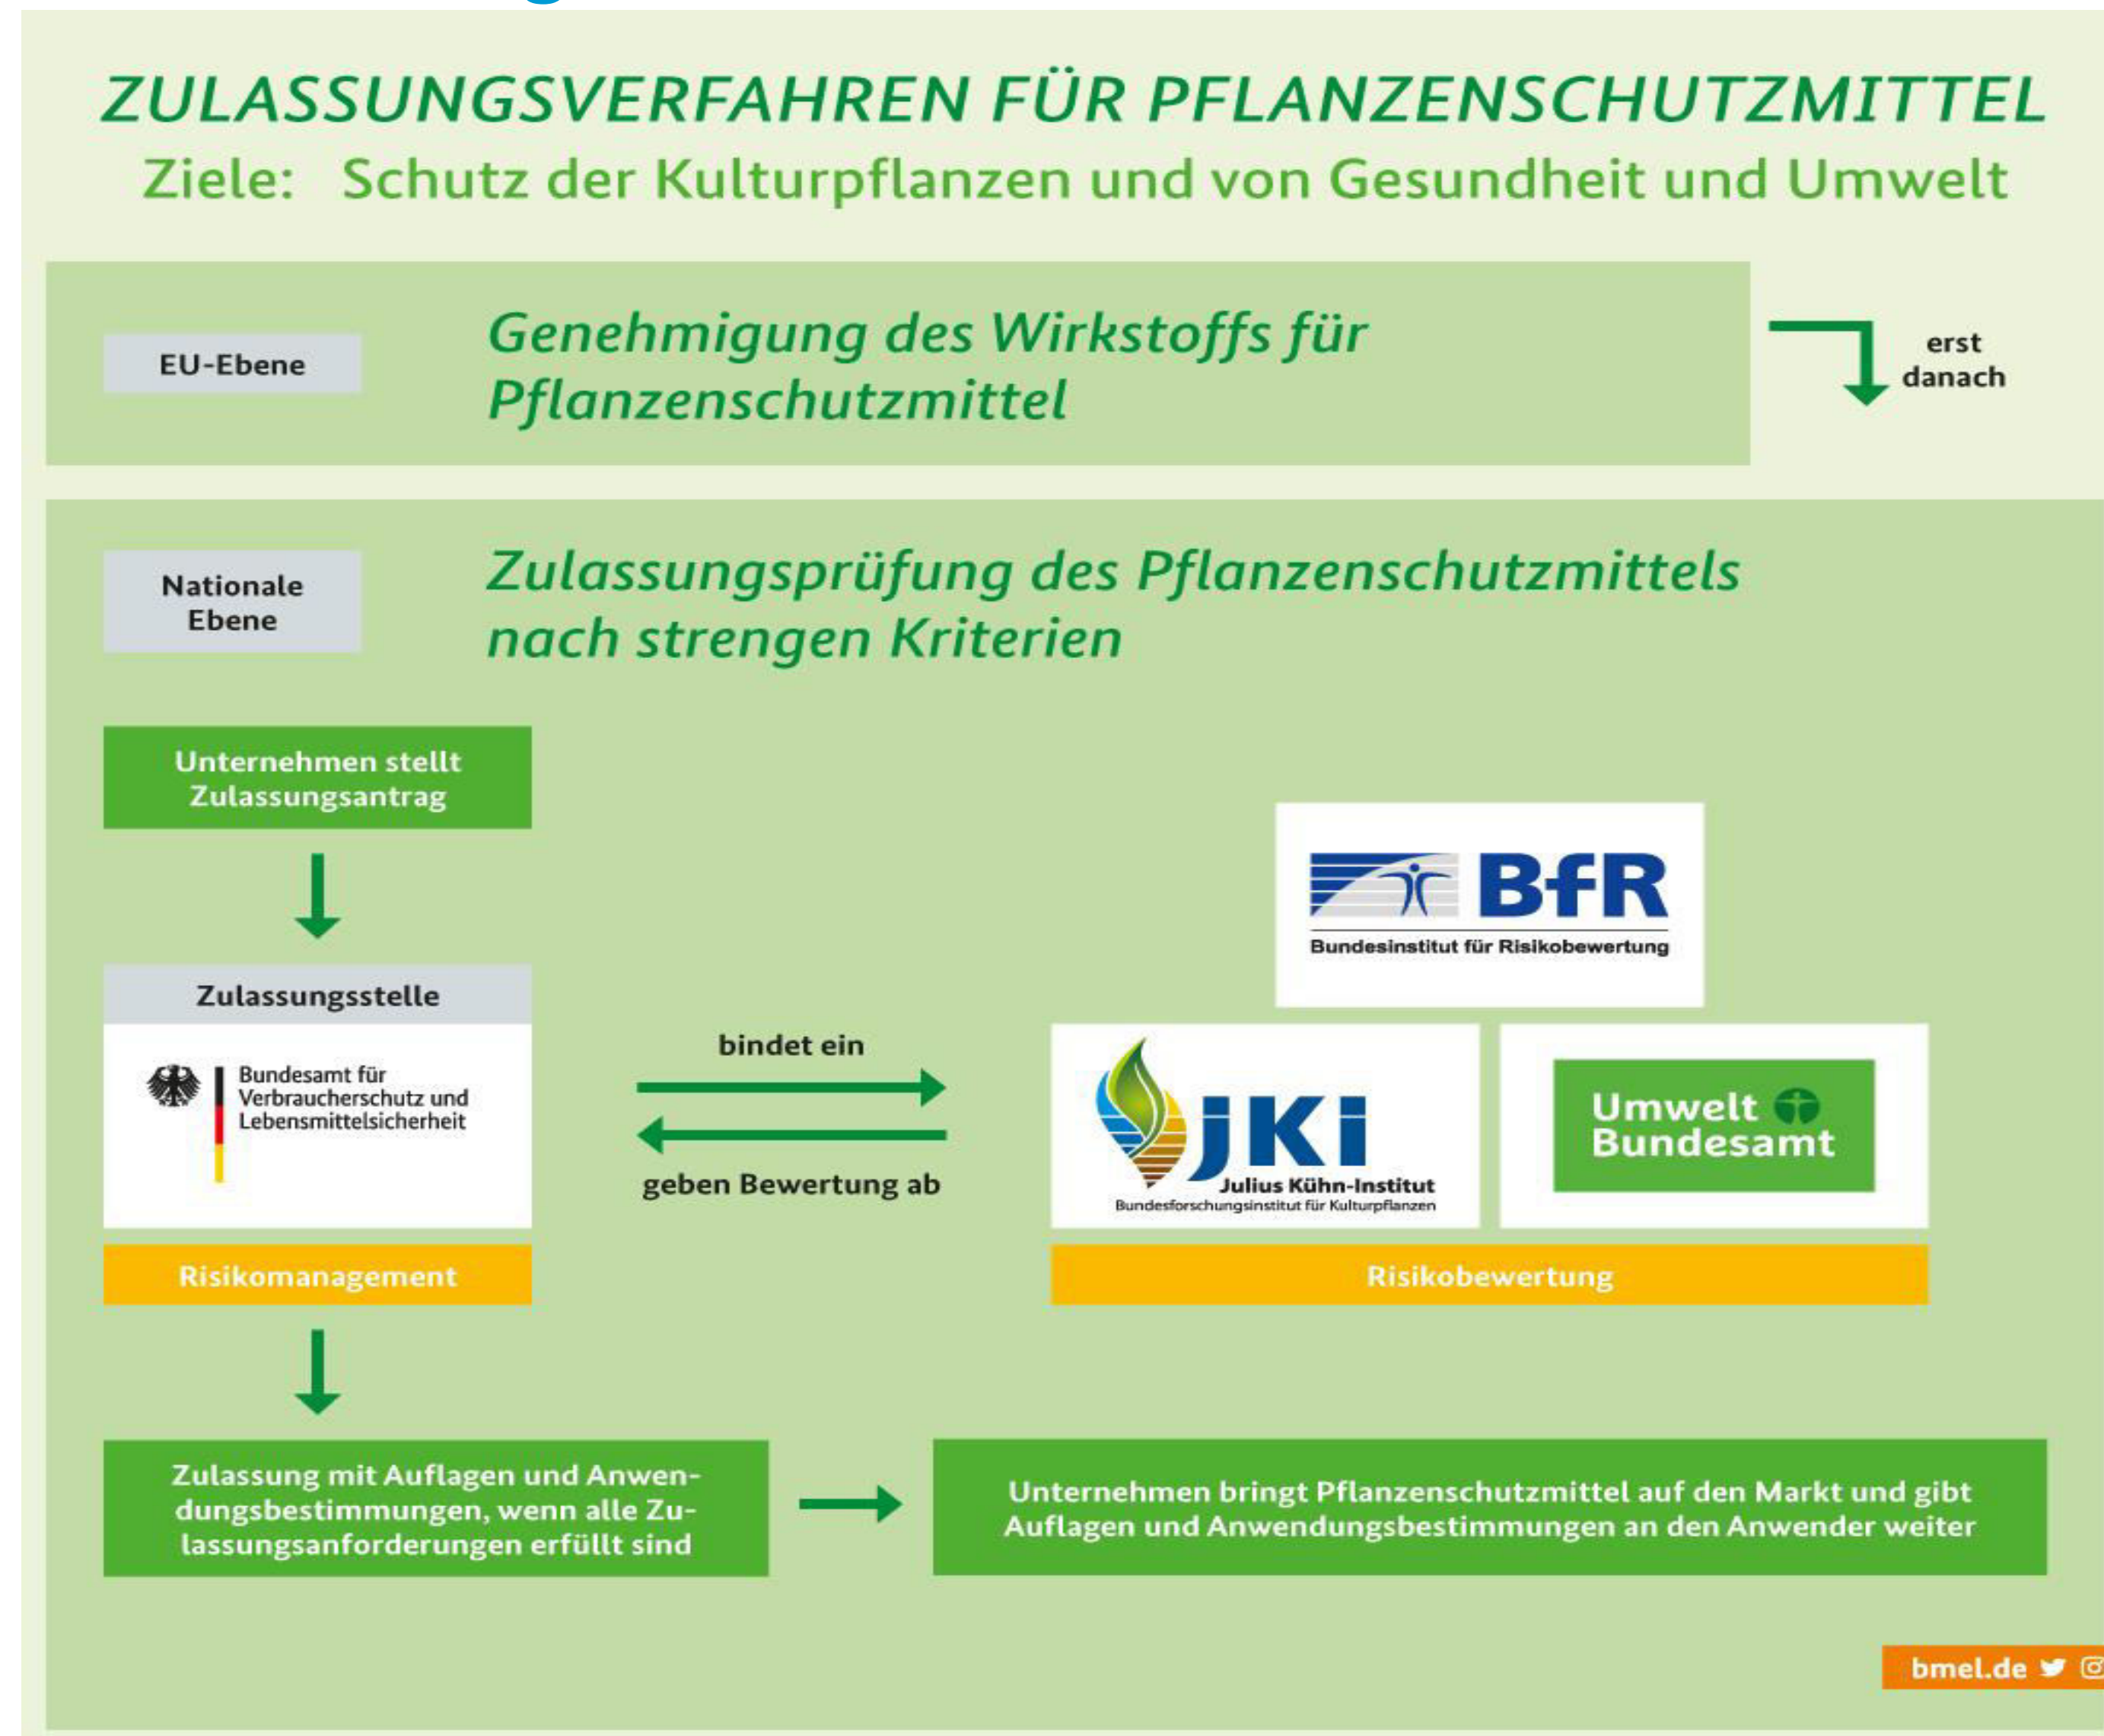 ZULASSUNGSVERFAHREN FÜR PFLANZENSCHUTZMITTEL
Ziele: Schutz der Kulturpflanzen und von Gesundheit und Umwelt
EU-Ebene
Genehmigung des Wirkstoffs für
Pflanzenschutzmittel
erst
danach
Nationale
Ebene
Zulassungsprüfung des Pflanzenschutzmittels
nach strengen Kriterien
Unternehmen stellt
Zulassungsantrag
Zulassungsstelle
Bundesamt für
Verbraucherschutz und
Lebensmittelsicherheit
Risikomanagement
bindet ein
geben Bewertung ab
BfR
Bundesinstitut für Risikobewertung
JKi
Julius Kühn-Institut
Bundesforschungsinstitut für Kulturpflanzen
Umwelt
Bundesamt
Risikobewertung
Zulassung mit Auflagen und Anwen-
dungsbestimmungen, wenn alle Zu-
lassungsanforderungen erfüllt sind
Unternehmen bringt Pflanzenschutzmittel auf den Markt und gibt
Auflagen und Anwendungsbestimmungen an den Anwender weiter
bmel.de